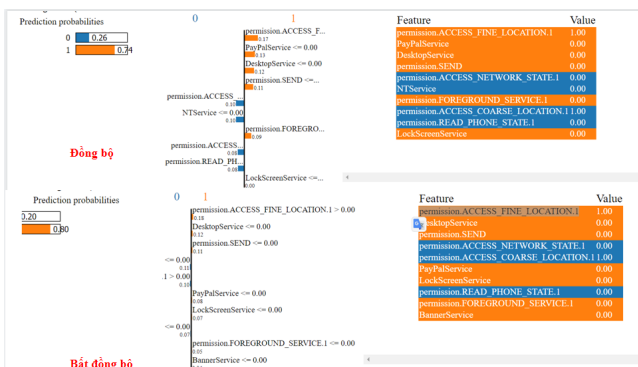 Prediction probabilities
0 0.26
1 0.74
0 1
permission.ACCESS_F...
0.17
PayPalService <= 0.00
0.13
DesktopService <= 0.00
0.12
permission.SEND <=...
0.11
permission.ACCESS_...
0.10
NTService <= 0.00
0.10
permission.FOREGRO...
0.09
permission.ACCESS...
0.08
permission.READ_PH...
0.08
LockScreenService <=...
0.00
Đồng bộ
Feature Value
permission.ACCESS_FINE_LOCATION.1 1.00
PayPalService 0.00
DesktopService 0.00
permission.SEND 0.00
permission.ACCESS_NETWORK_STATE.1 0.00
NTService 0.00
permission.FOREGROUND_SERVICE.1 0.00
permission.ACCESS_COARSE_LOCATION.1 1.00
permission.READ_PHONE_STATE.1 0.00
LockScreenService 0.00
Prediction probabilities
0.20
0.80
0 1
permission.ACCESS_FINE_LOCATION.1 > 0.00
0.18
DesktopService <= 0.00
0.12
permission.SEND <= 0.00
0.11
<= 0.00
0.11
.1 > 0.00
0.10
PayPalService <= 0.00
0.08
LockScreenService <= 0.00
0.07
<= 0.00
0.07
permission.FOREGROUND_SERVICE.1 <= 0.00
0.05
BannerService <= 0.00
Bất đồng bộ
Feature Value
permission.ACCESS_FINE_LOCATION.1 1.00
DesktopService 0.00
permission.SEND 0.00
permission.ACCESS_NETWORK_STATE.1 0.00
permission.ACCESS_COARSE_LOCATION.1 1.00
PayPalService 0.00
LockScreenService 0.00
permission.READ_PHONE_STATE.1 0.00
permission.FOREGROUND_SERVICE.1 0.00
BannerService 0.00